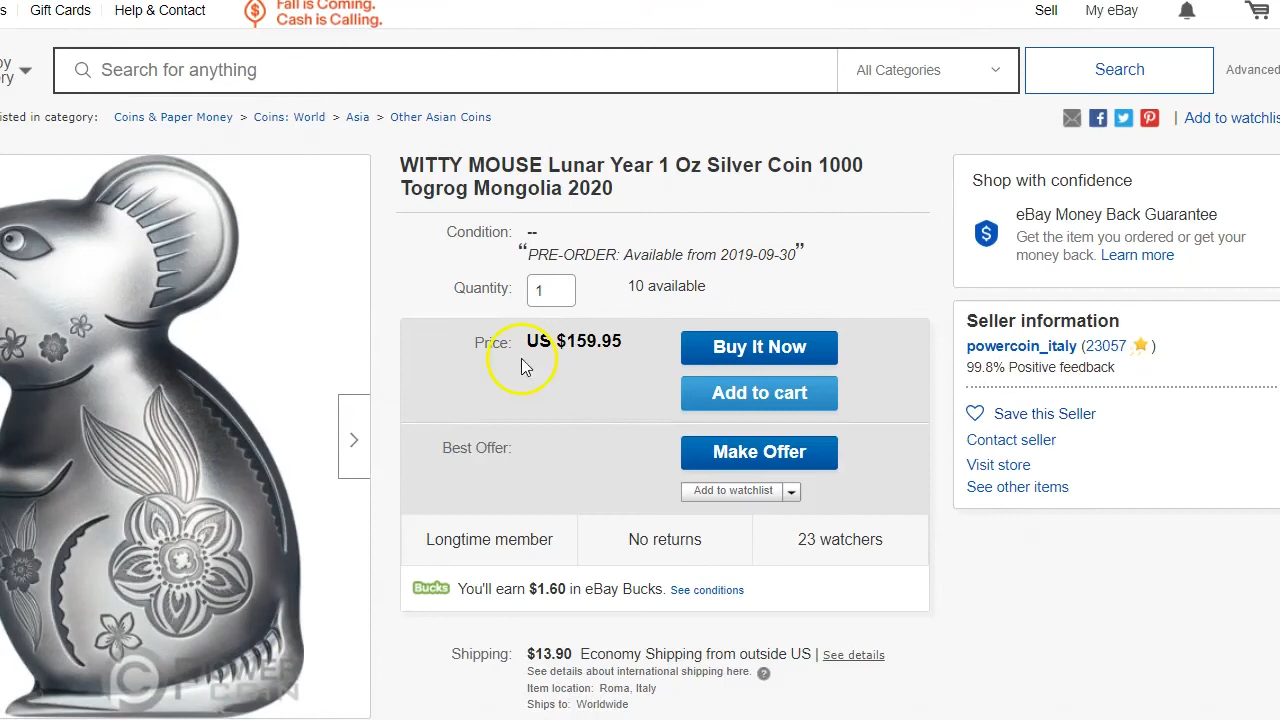 Gift Cards Help & Contact
Fall is Coming.
Cash is Calling.
Sell My eBay
Search for anything
All Categories
Search
Advanced
isted in category: Coins & Paper Money > Coins: World > Asia > Other Asian Coins
| Add to watchlis
WITTY MOUSE Lunar Year 1 Oz Silver Coin 1000
Togrog Mongolia 2020
Condition: --
“PRE-ORDER: Available from 2019-09-30”
Quantity: 1 10 available
Price: US $159.95
Buy It Now
Add to cart
Best Offer:
Make Offer
Add to watchlist
Longtime member No returns 23 watchers
Bucks You'll earn $1.60 in eBay Bucks. See conditions
Shipping: $13.90 Economy Shipping from outside US | See details
See details about international shipping here. ?
Item location: Roma, Italy
Ships to: Worldwide
Shop with confidence
eBay Money Back Guarantee
Get the item you ordered or get your
money back. Learn more
Seller information
powercoin_italy (23057 )
99.8% Positive feedback
Save this Seller
Contact seller
Visit store
See other items
POWER
COIN